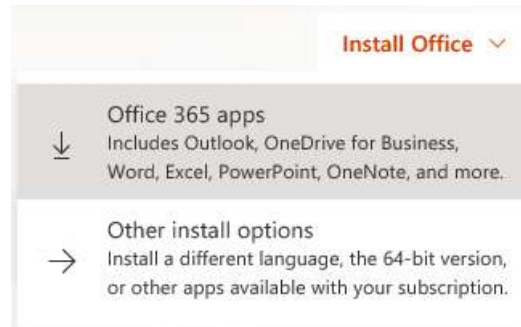 Install Office
Office 365 apps
Includes Outlook, OneDrive for Business,
Word, Excel, PowerPoint, OneNote, and more.
Other install options
Install a different language, the 64-bit version,
or other apps available with your subscription.